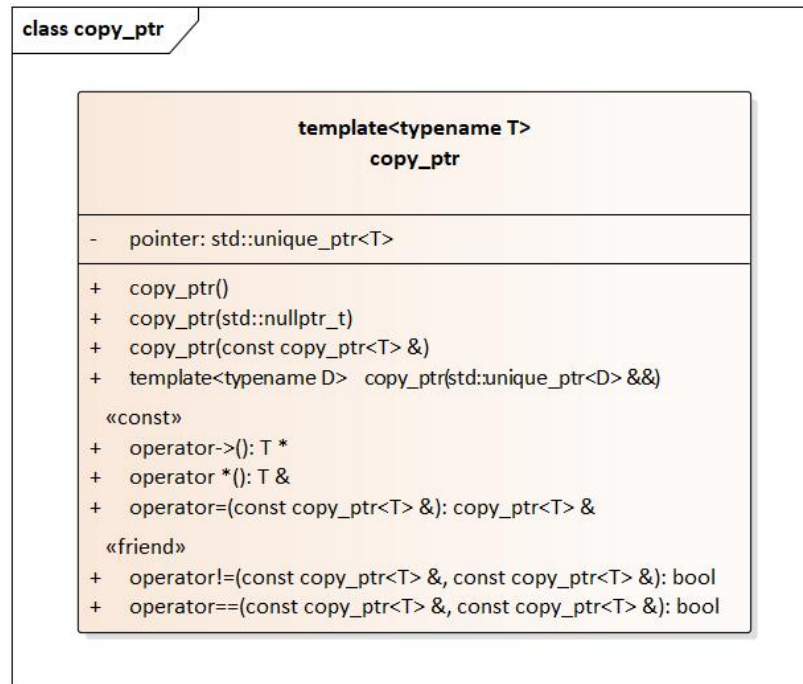 class copy_ptr
template<typename T>
copy_ptr
- pointer: std::unique_ptr<T>
+ copy_ptr()
+ copy_ptr(std::nullptr_t)
+ copy_ptr(const copy_ptr<T> &)
+ template<typename D> copy_ptr(std::unique_ptr<D> &&)
«const»
+ operator->(): T *
+ operator *(): T &
+ operator=(const copy_ptr<T> &): copy_ptr<T> &
«friend»
+ operator!=(const copy_ptr<T> &, const copy_ptr<T> &): bool
+ operator==(const copy_ptr<T> &, const copy_ptr<T> &): bool